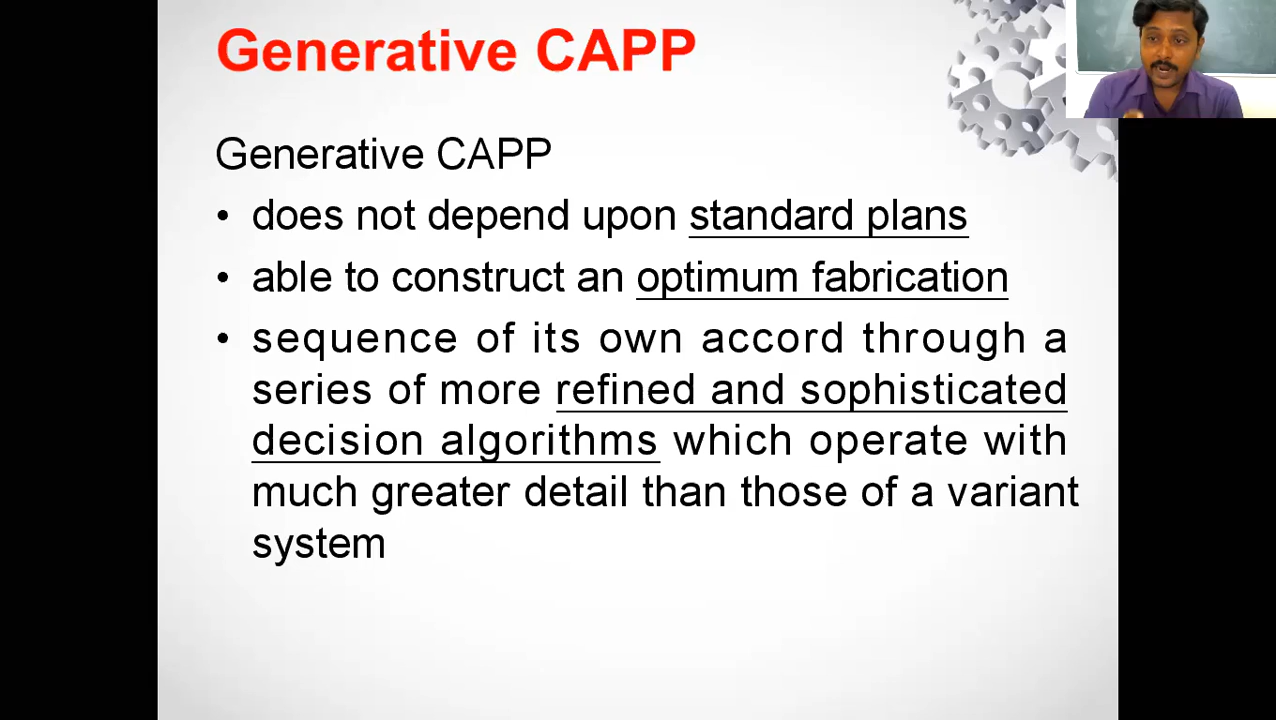 Generative CAPP
Generative CAPP
• does not depend upon standard plans
• able to construct an optimum fabrication
• sequence of its own accord through a
series of more refined and sophisticated
decision algorithms which operate with
much greater detail than those of a variant
system